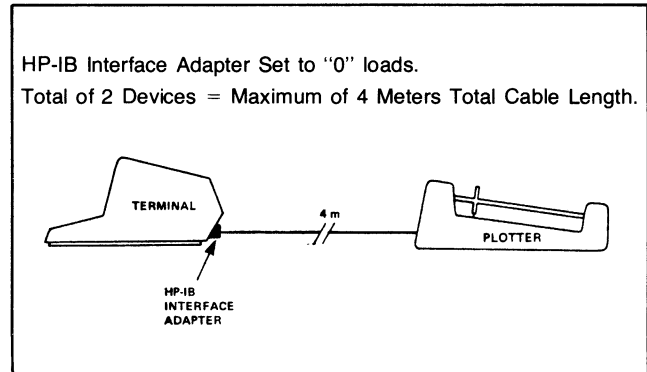 HP-IB Interface Adapter Set to “0” loads.
Total of 2 Devices = Maximum of 4 Meters Total Cable Length.
TERMINAL
4 m
PLOTTER
HP-IB
INTERFACE
ADAPTER